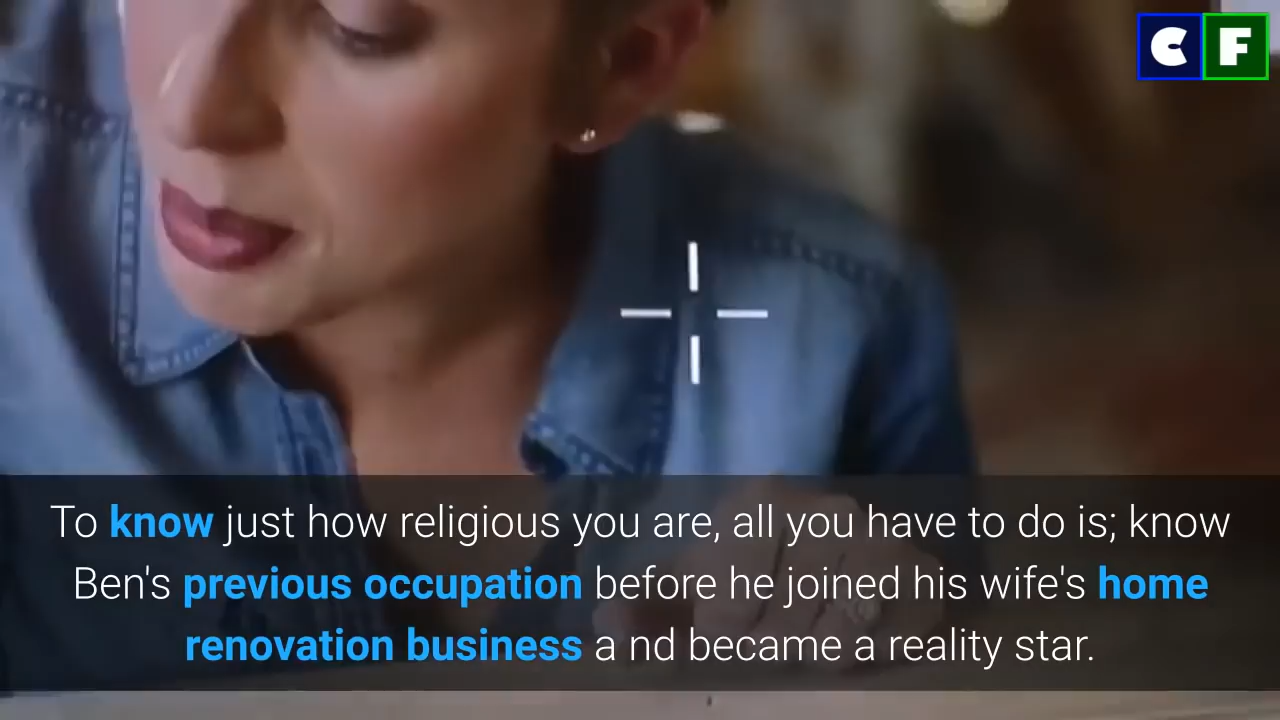 CF
To know just how religious you are, all you have to do is; know
Ben's previous occupation before he joined his wife's home
renovation business a nd became a reality star.